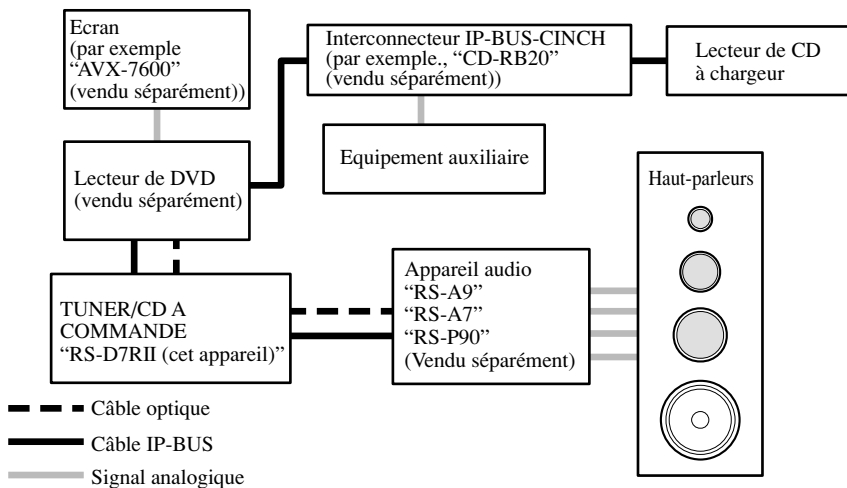 Ecran
(par exemple
“AVX-7600”
(vendu séparément))
Interconnecteur IP-BUS-CINCH
(par exemple., “CD-RB20”
(vendu séparément))
Lecteur de CD
à chargeur
Equipement auxiliaire
Lecteur de DVD
(vendu séparément)
Haut-parleurs
TUNER/CD A
COMMANDE
“RS-D7RII (cet appareil)”
Appareil audio
“RS-A9”
“RS-A7”
“RS-P90”
(Vendu séparément)
Câble optique
Câble IP-BUS
Signal analogique